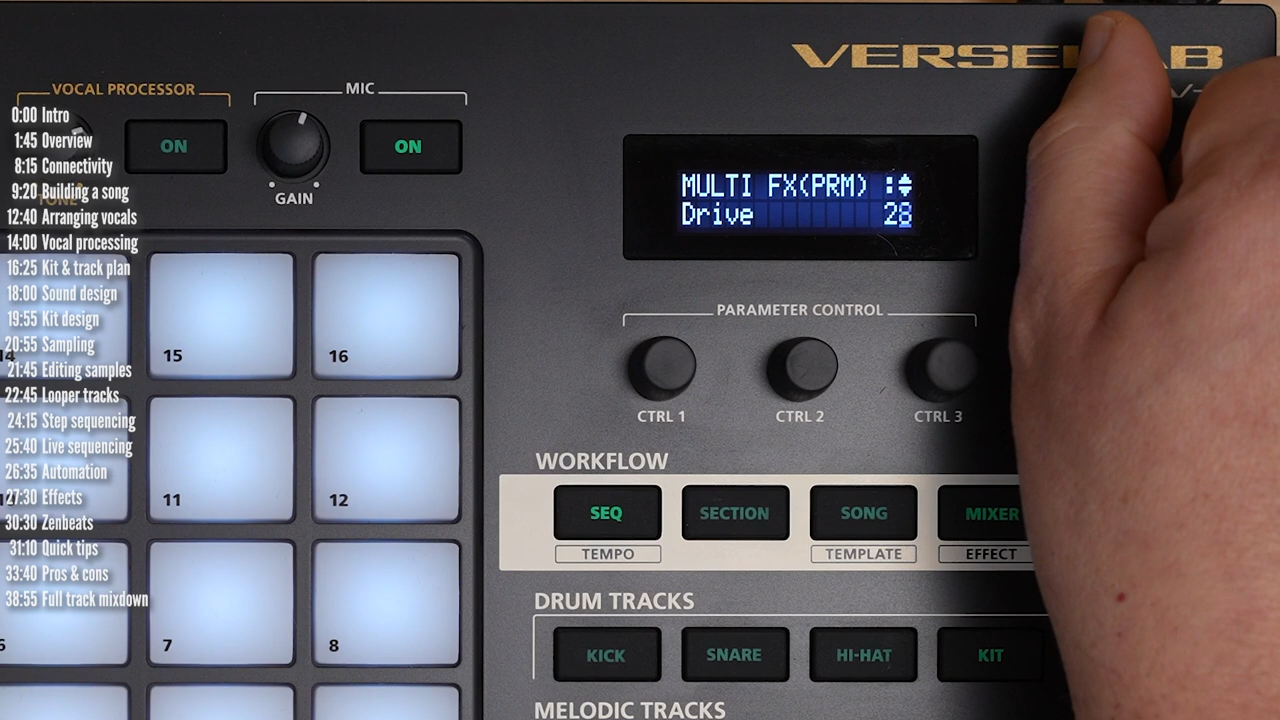 VERSEL AB
VOCAL PROCESSOR
MIC
ON
ON
GAIN
0:00 Intro
1:45 Overview
8:15 Connectivity
9:20 Building a song
12:40 Arranging vocals
14:00 Vocal processing
16:25 Kit & track plan
18:00 Sound design
19:55 Kit design
20:55 Sampling
21:45 Editing samples
22:45 Looper tracks
24:15 Step sequencing
25:40 Live sequencing
26:35 Automation
27:30 Effects
30:30 Zenbeats
31:10 Quick tips
33:40 Pros & cons
38:55 Full track mixdown
MULTI FX(PRM) :
Drive 28
PARAMETER CONTROL
CTRL 1 CTRL 2 CTRL 3
15 16
11 12
7 8
WORKFLOW
SEQ SECTION SONG MIXER
TEMPO TEMPLATE EFFECT
DRUM TRACKS
KICK SNARE HI-HAT KIT
MELODIC TRACKS